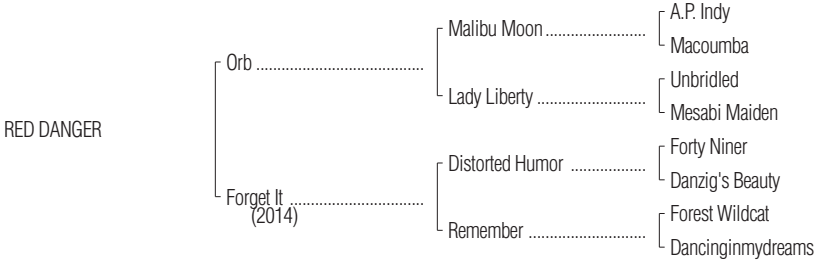 A.P. Indy
Malibu Moon ........................
Macoumba
Orb .......................................
Unbridled
Lady Liberty ..........................
Mesabi Maiden
RED DANGER
Forty Niner
Distorted Humor ..................
Danzig's Beauty
Forget It ................................
(2014)
Forest Wildcat
Remember ............................
Dancinginmydreams